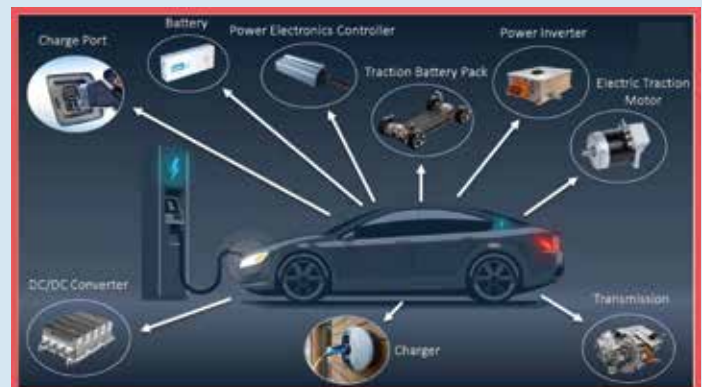 Battery
Charge Port
Power Electronics Controller
Power Inverter
Traction Battery Pack
Electric Traction
Motor
DC/DC Converter
Charger
Transmission